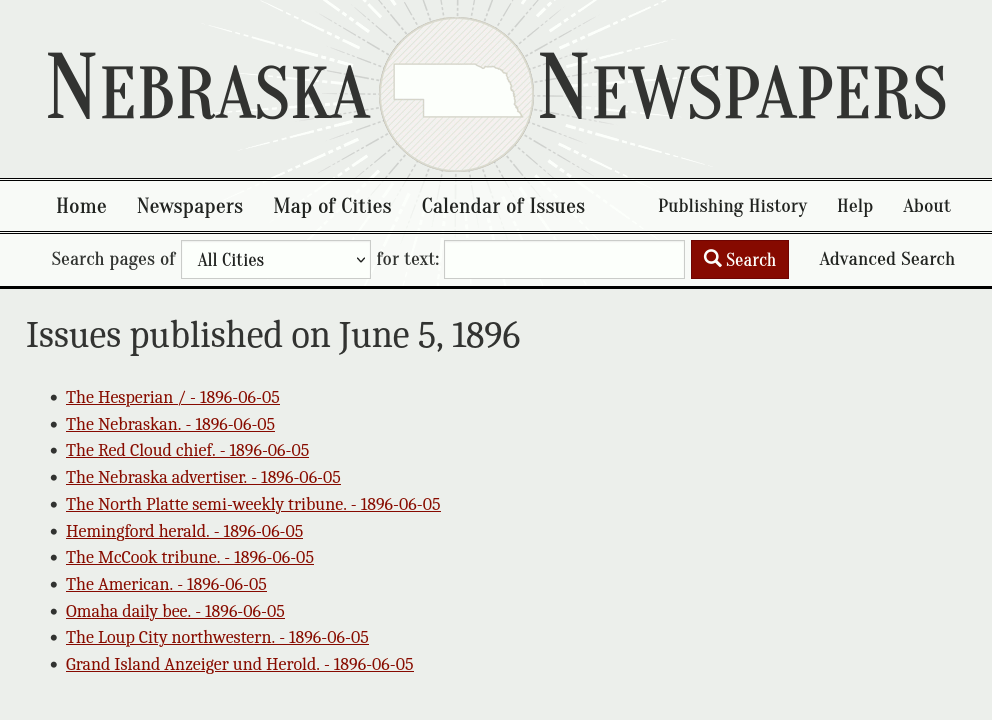 Nebraska Newspapers
Home Newspapers Map of Cities Calendar of Issues Publishing History Help About
Search pages of All Cities for text: Search Advanced Search
Issues published on June 5, 1896
The Hesperian / - 1896-06-05
The Nebraskan. - 1896-06-05
The Red Cloud chief. - 1896-06-05
The Nebraska advertiser. - 1896-06-05
The North Platte semi-weekly tribune. - 1896-06-05
Hemingford herald. - 1896-06-05
The McCook tribune. - 1896-06-05
The American. - 1896-06-05
Omaha daily bee. - 1896-06-05
The Loup City northwestern. - 1896-06-05
Grand Island Anzeiger und Herold. - 1896-06-05